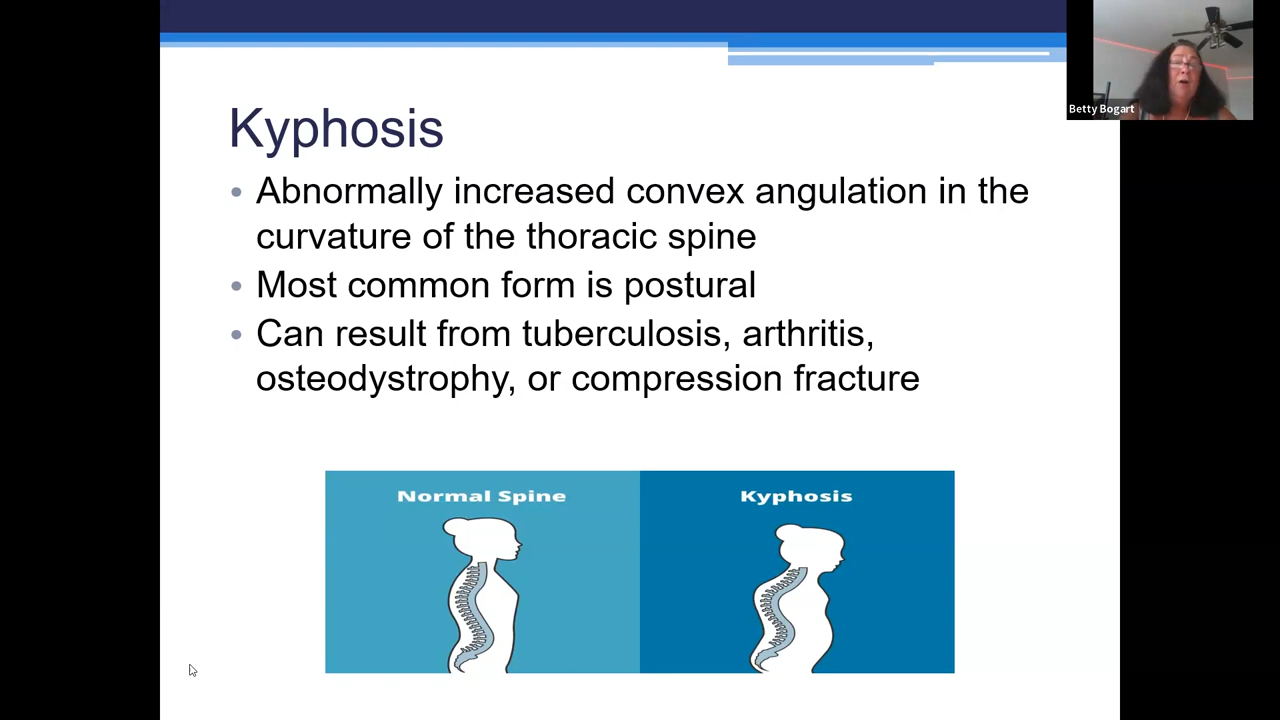 Betty Bogart
Kyphosis
• Abnormally increased convex angulation in the
curvature of the thoracic spine
• Most common form is postural
• Can result from tuberculosis, arthritis,
osteodystrophy, or compression fracture
Normal Spine
Kyphosis